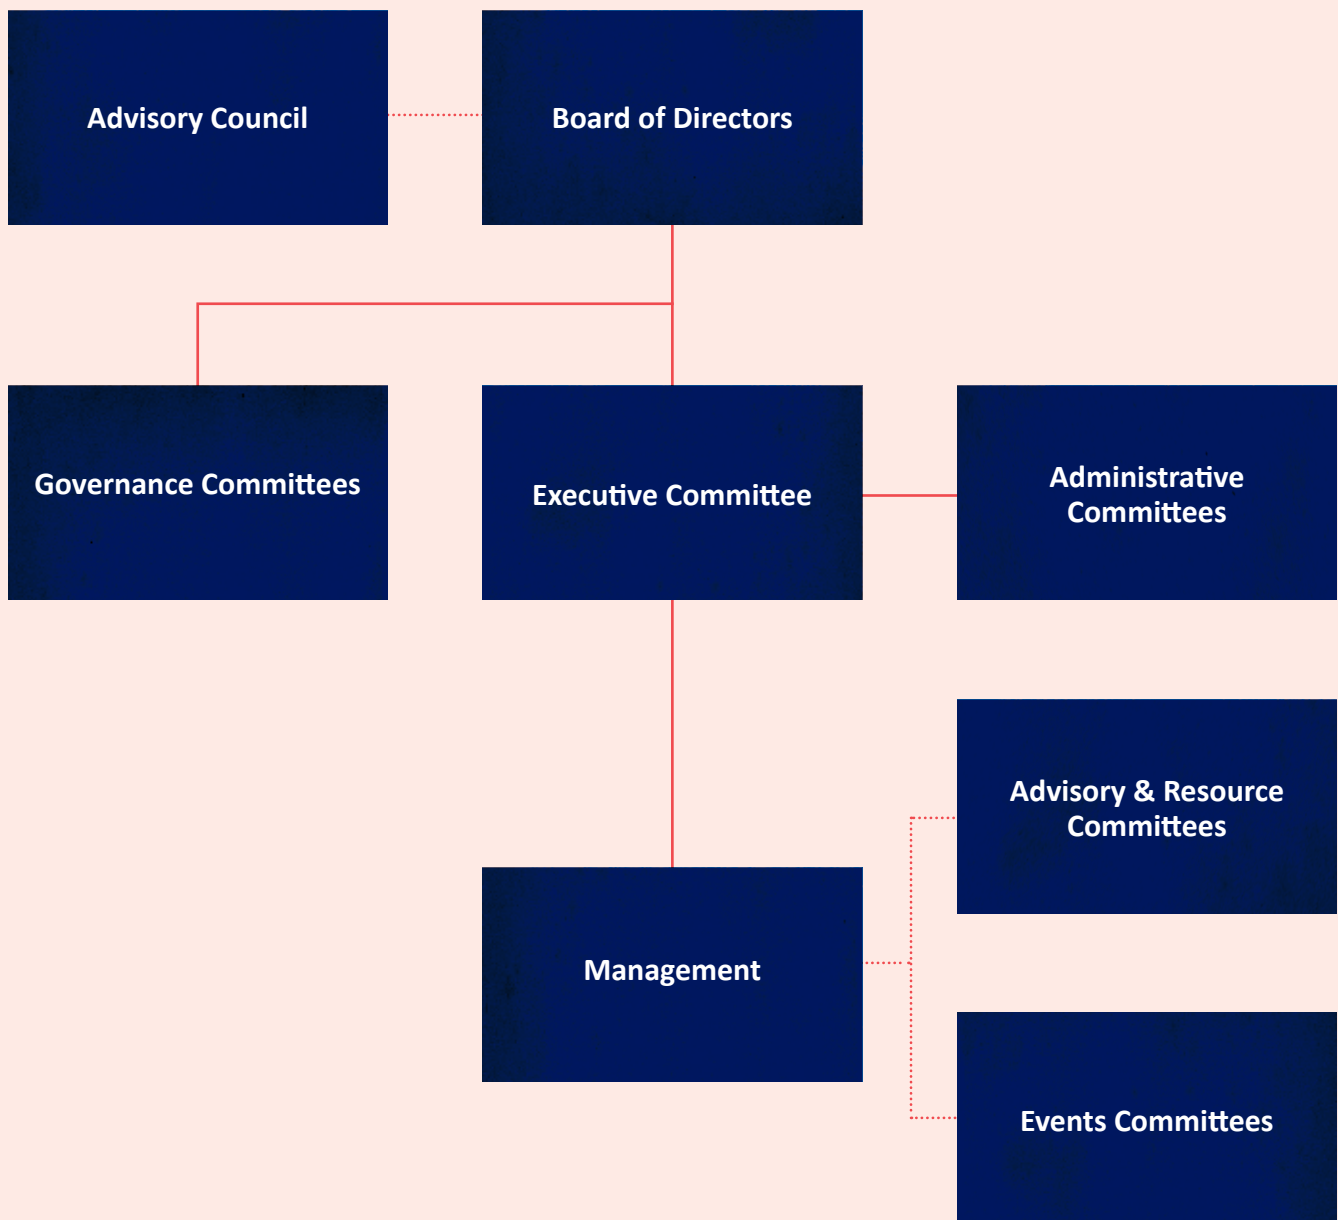 Advisory Council
Board of Directors
Governance Committees
Executive Committee
Administrative
Committees
Advisory & Resource
Committees
Management
Events Committees